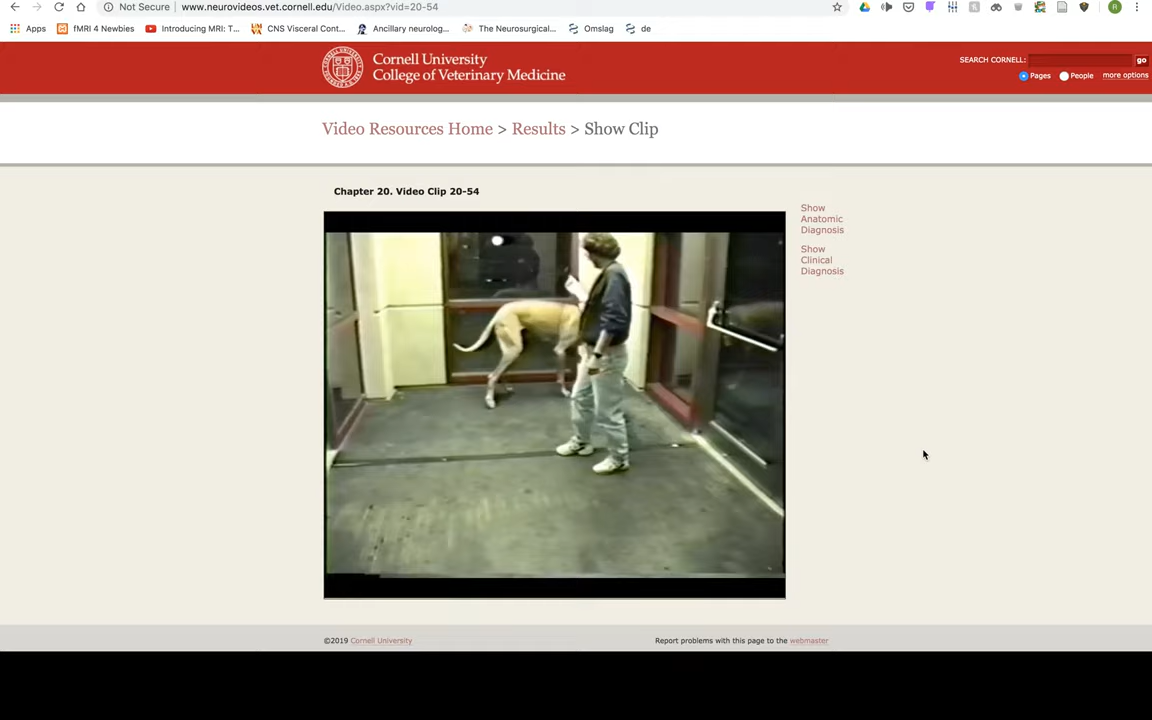 Not Secure | www.neurovideos.vet.cornell.edu/Video.aspx?vid=20-54
Apps fMRI 4 Newbies Introducing MRI: T... CNS Visceral Cont... Ancillary neurolog... The Neurosurgical... Omslag de R
Cornell University
College of Veterinary Medicine
SEARCH CORNELL: go
Pages People more options
Video Resources Home > Results > Show Clip
Chapter 20. Video Clip 20-54
Show
Anatomic
Diagnosis
Show
Clinical
Diagnosis
©2019 Cornell University
Report problems with this page to the webmaster